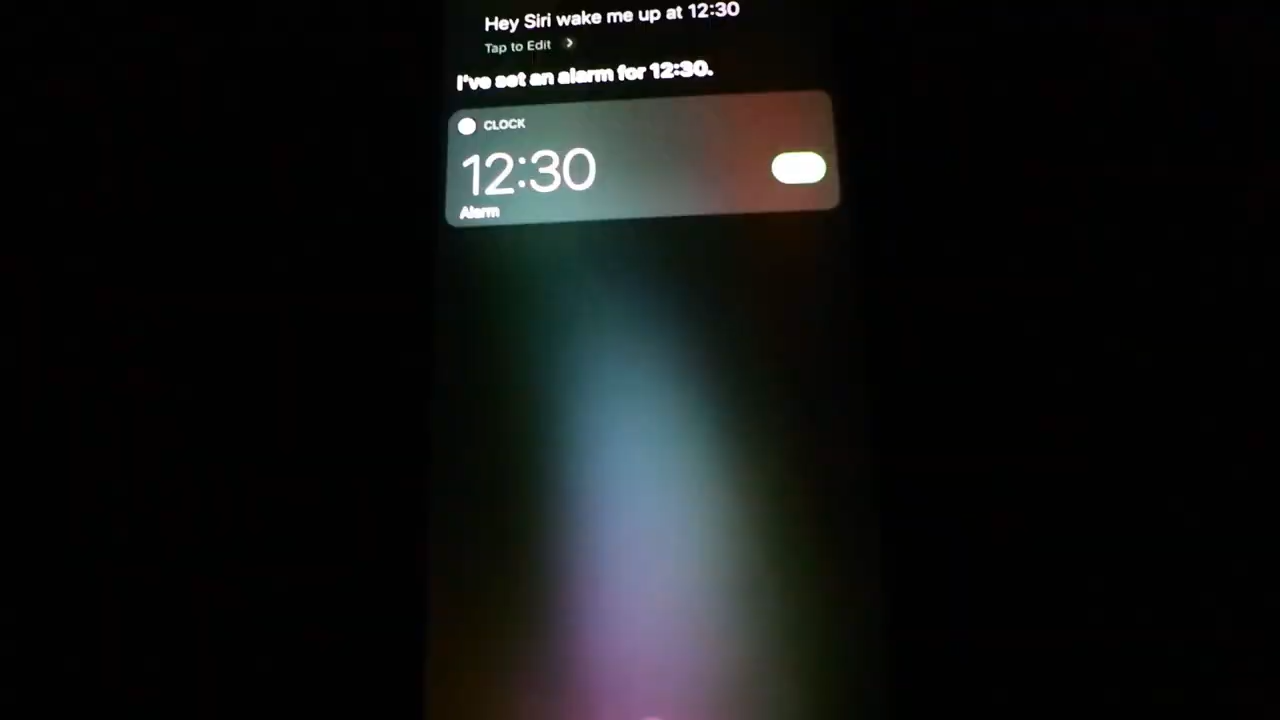 Hey Siri wake me up at 12:30
Tap to Edit >
I've set an alarm for 12:30.
CLOCK
12:30
Alarm